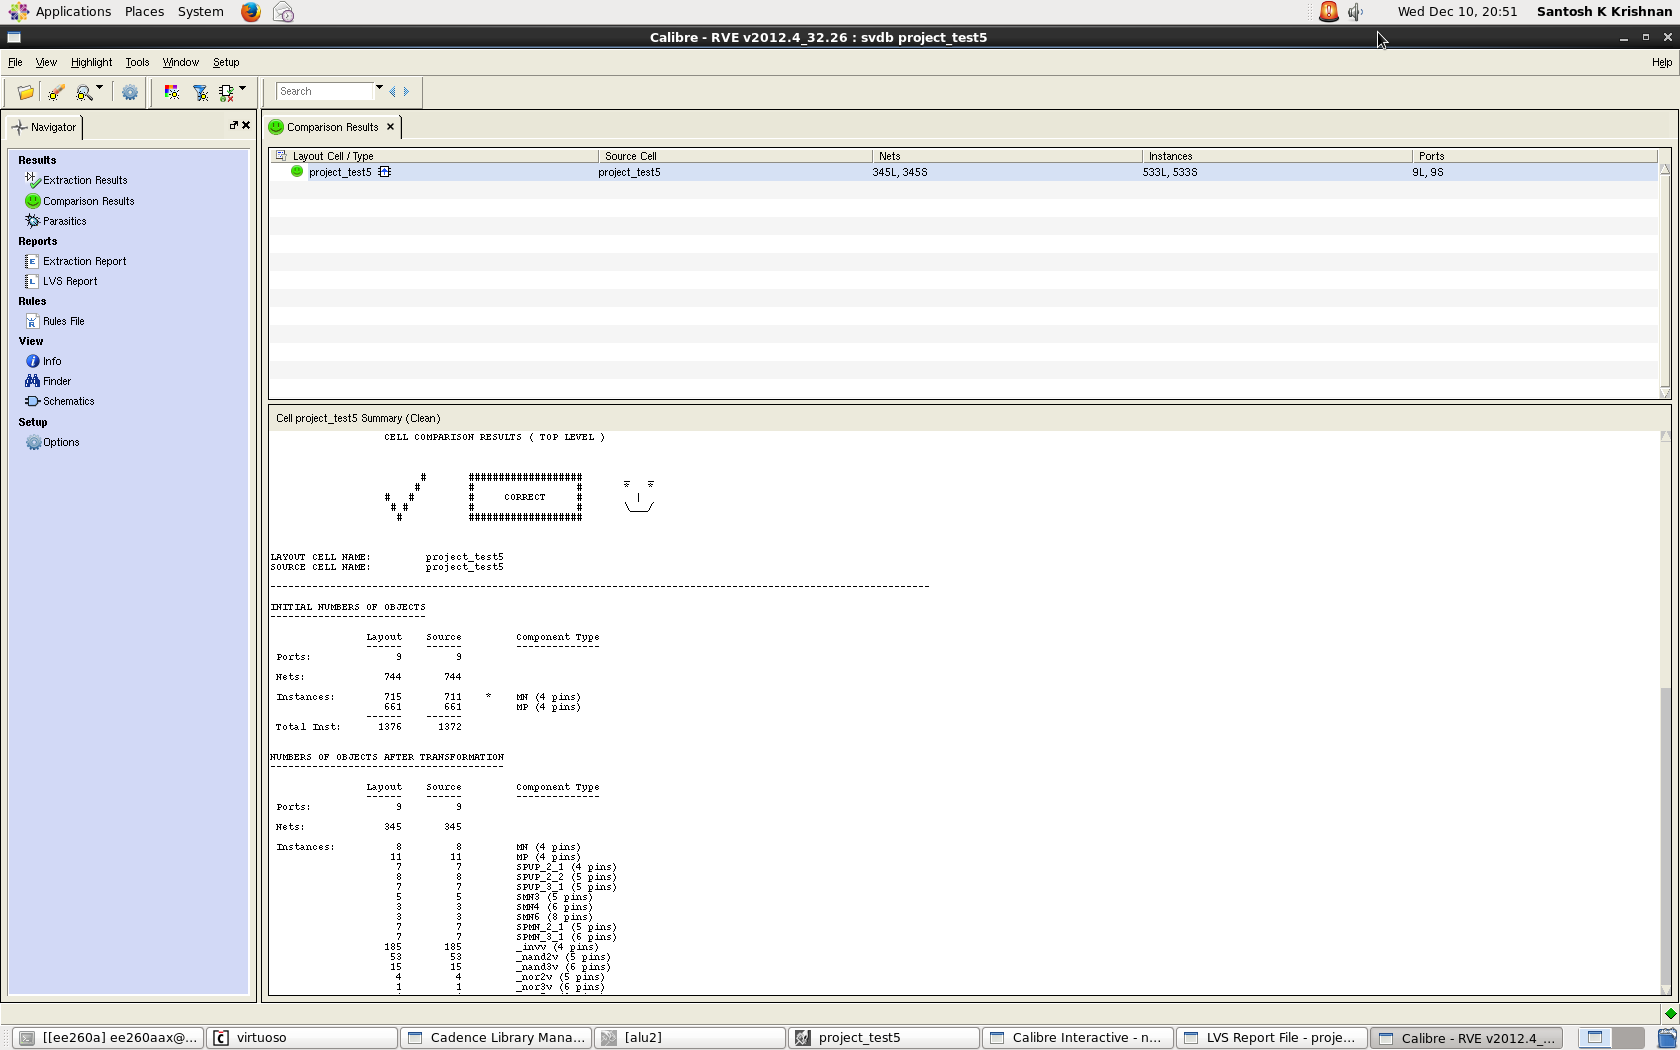 Applications Places System Wed Dec 10, 20:51 Santosh K Krishnan
Calibre - RVE v2012.4_32.26 : svdb project_test5
File View Highlight Tools Window Setup Help
Search
Navigator
Results
Extraction Results
Comparison Results
Parasitics
Reports
Extraction Report
LVS Report
Rules
Rules File
View
Info
Finder
Schematics
Setup
Options
Comparison Results
Layout Cell / Type Source Cell Nets Instances Ports
project_test5 project_test5 345L, 345S 533L, 533S 9L, 9S
Cell project_test5 Summary (Clean)
CELL COMPARISON RESULTS ( TOP LEVEL )
CORRECT
LAYOUT CELL NAME: project_test5
SOURCE CELL NAME: project_test5
INITIAL NUMBERS OF OBJECTS
Layout Source Component Type
Ports: 9 9
Nets: 744 744
Instances: 715 711 * MN (4 pins)
661 661 MP (4 pins)
Total Inst: 1376 1372
NUMBERS OF OBJECTS AFTER TRANSFORMATION
Layout Source Component Type
Ports: 9 9
Nets: 345 345
Instances: 8 8 MN (4 pins)
11 11 MP (4 pins)
7 7 SPUP_2_1 (4 pins)
8 8 SPUP_2_2 (5 pins)
7 7 SPUP_3_1 (5 pins)
5 5 SMN3 (5 pins)
3 3 SMN4 (6 pins)
3 3 SMN6 (8 pins)
7 7 SPMN_2_1 (5 pins)
7 7 SPMN_3_1 (6 pins)
185 185 _invv (4 pins)
53 53 _nand2v (5 pins)
15 15 _nand3v (6 pins)
4 4 _nor2v (5 pins)
1 1 _nor3v (6 pins)
[[ee260a] ee260aax@... virtuoso Cadence Library Mana... [alu2] project_test5 Calibre Interactive - n... LVS Report File - proje... Calibre - RVE v2012.4_...